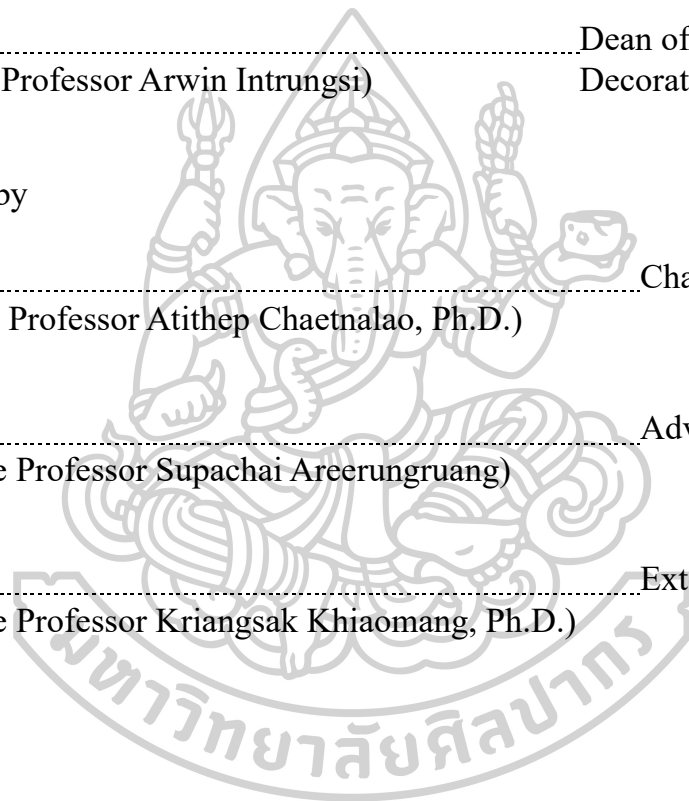 Dean of
Professor Arwin Intrungsi) Decorat
by
Cha
Professor Atithep Chaetnalao, Ph.D.)
Adv
e Professor Supachai Areerungruang)
Ext
e Professor Kriangsak Khiaomang, Ph.D.)
มหาวิทยาลัยศิลปากร